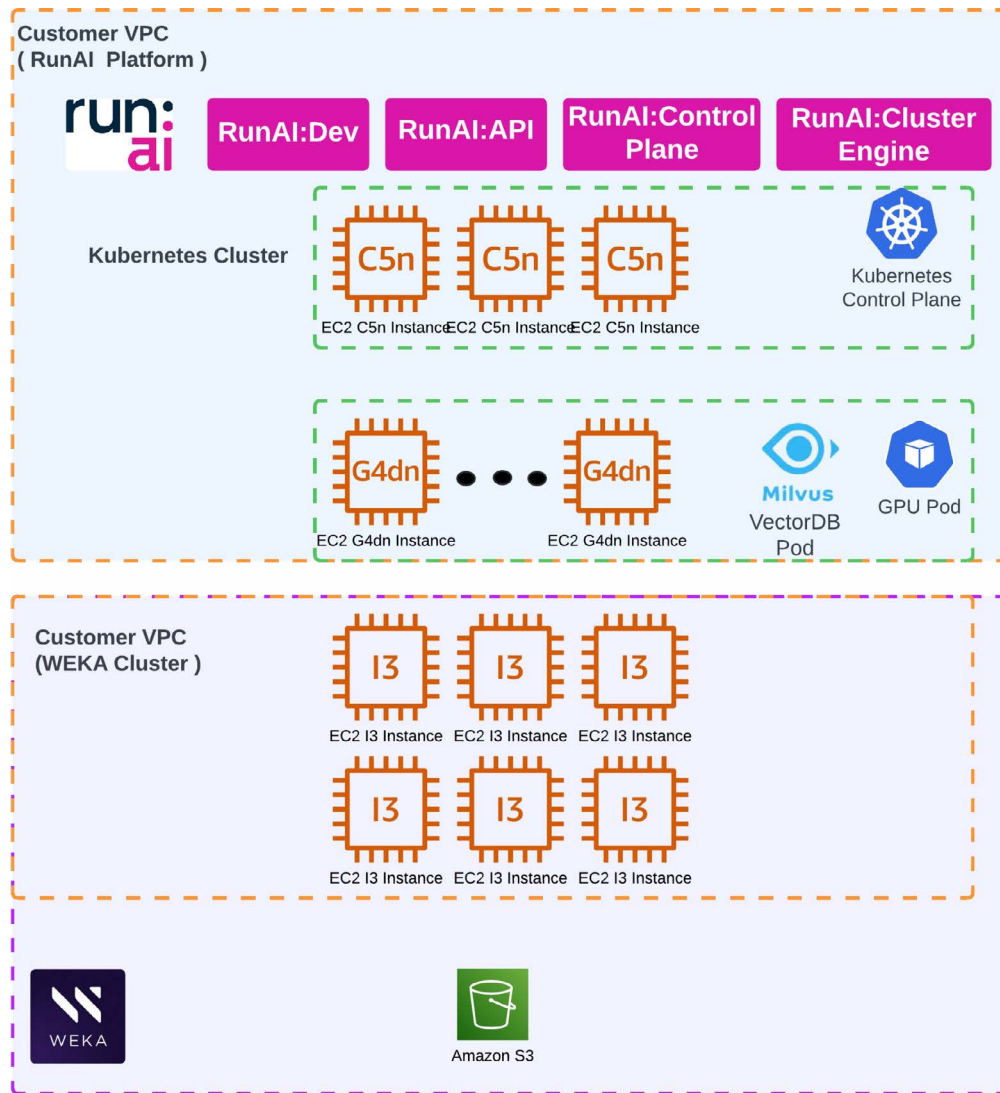 Customer VPC
( RunAI Platform )
run:
ai
RunAI:Dev
RunAI:API
RunAI:Control
Plane
RunAI:Cluster
Engine
Kubernetes Cluster
C5n
C5n
C5n
EC2 C5n Instance
EC2 C5n Instance
EC2 C5n Instance
Kubernetes
Control Plane
G4dn
G4dn
EC2 G4dn Instance
EC2 G4dn Instance
Milvus
VectorDB
Pod
GPU Pod
Customer VPC
(WEKA Cluster )
I3
I3
I3
EC2 I3 Instance
EC2 I3 Instance
EC2 I3 Instance
I3
I3
I3
EC2 I3 Instance
EC2 I3 Instance
EC2 I3 Instance
WEKA
Amazon S3